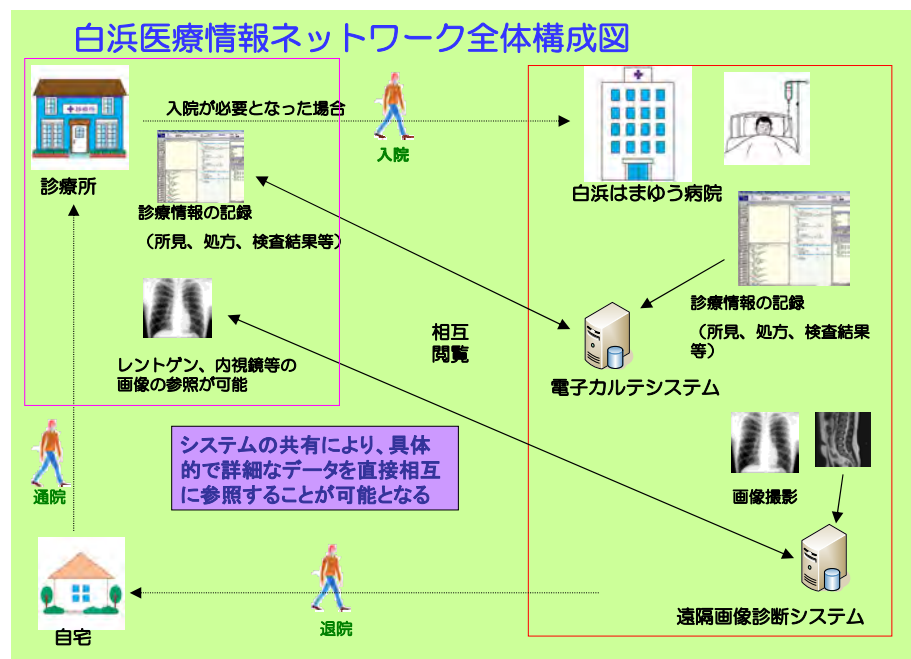 白浜医療情報ネットワーク全体構成図
診療所
入院が必要となった場合
入院
診療所
診療情報の記録
（所見、処方、検査結果等）
白浜はまゆう病院
診療情報の記録
（所見、処方、検査結果
等）
レントゲン、内視鏡等の
画像の参照が可能
相互
閲覧
電子カルテシステム
システムの共有により、具体
的で詳細なデータを直接相互
に参照することが可能となる
画像撮影
通院
遠隔画像診断システム
退院
自宅